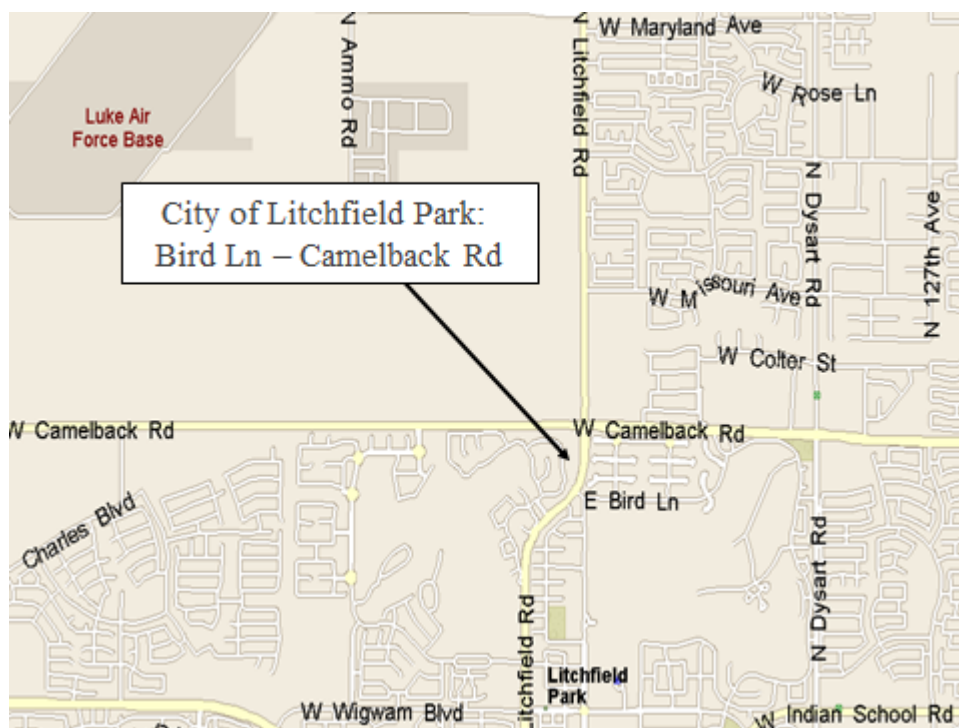 W Maryland Ave
N Ammo Rd
N Litchfield Rd
W Rose Ln
Luke Air
Force Base
City of Litchfield Park:
Bird Ln – Camelback Rd
N Dysart Rd
N 127th Ave
W Missouri Ave
W Colter St
W Camelback Rd
W Camelback Rd
E Bird Ln
Charles Blvd
N Dysart Rd
Litchfield Rd
Litchfield
Park
W Wigwam Blvd
W Indian School Rd